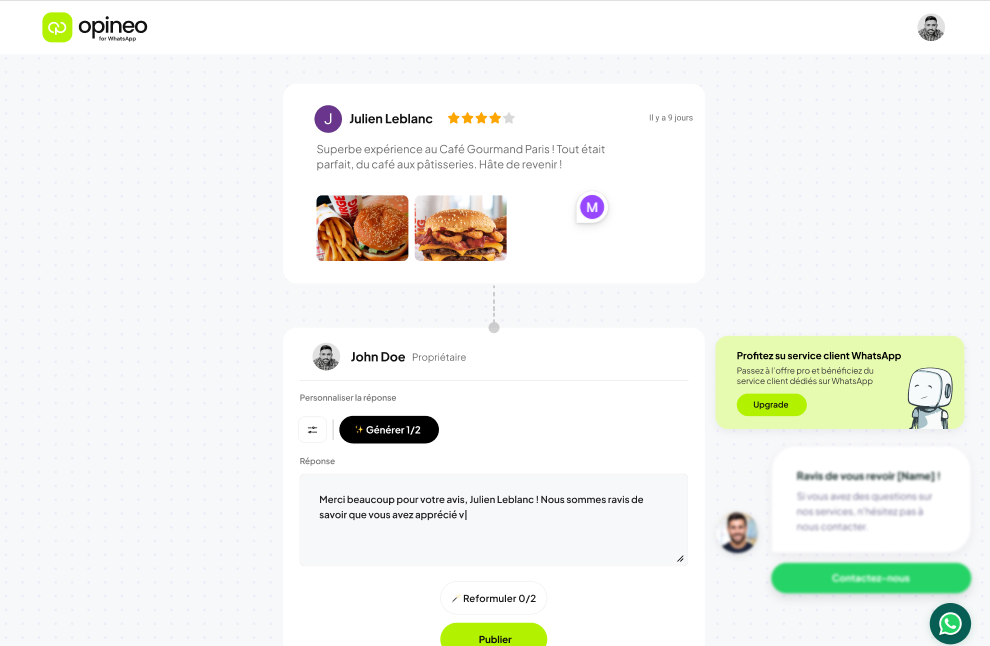 opineo
for WhatsApp
J
Julien Leblanc
Il y a 9 jours
Superbe expérience au Café Gourmand Paris ! Tout était
parfait, du café aux pâtisseries. Hâte de revenir !
M
John Doe Propriétaire
Personnaliser la réponse
Générer 1/2
Réponse
Merci beaucoup pour votre avis, Julien Leblanc ! Nous sommes ravis de
savoir que vous avez apprécié v
Reformuler 0/2
Publier
Profitez su service client WhatsApp
Passez à l'offre pro et bénéficiez du
service client dédiés sur WhatsApp
Upgrade
Ravis de vous revoir [Name] !
Si vous avez des questions sur
nos services, n'hésitez pas à
nous contacter.
Contactez-nous